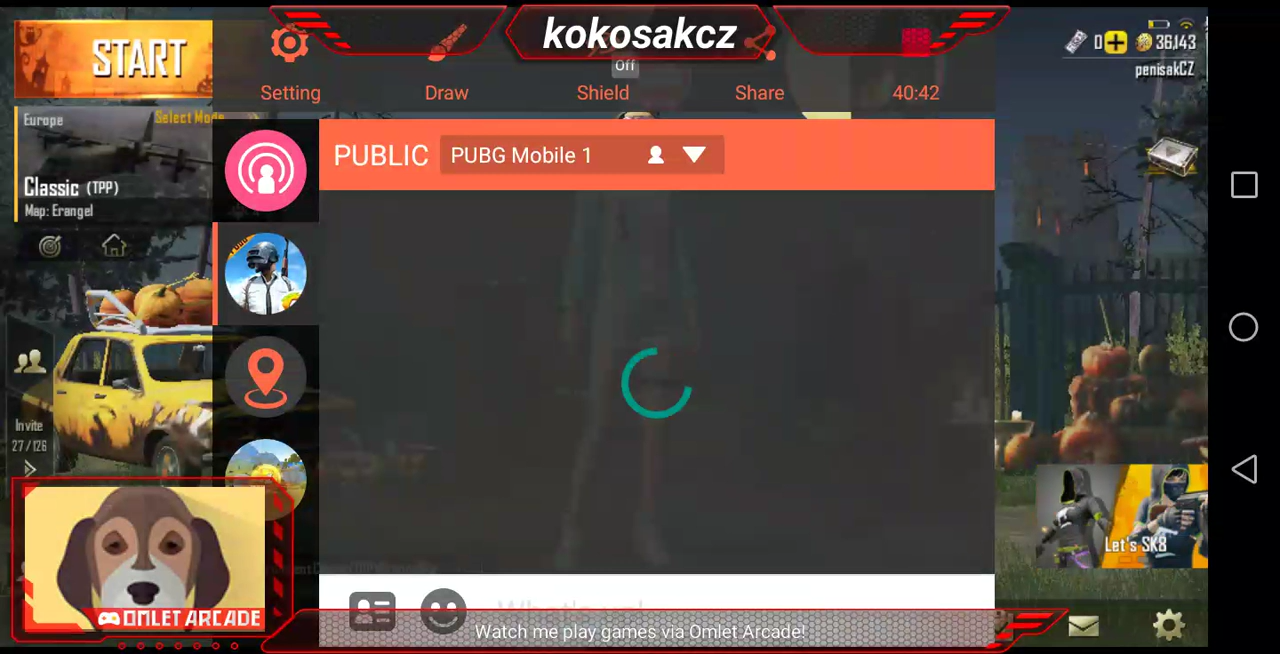 START
kokosakcz
0
36,143
penisakCZ
Off
Setting
Draw
Shield
Share
40:42
Europe
Select Mode
Classic (TPP)
Map: Erangel
PUBLIC
PUBG Mobile 1
Invite
27/126
Let's SK8
OMLET ARCADE
Watch me play games via Omlet Arcade!